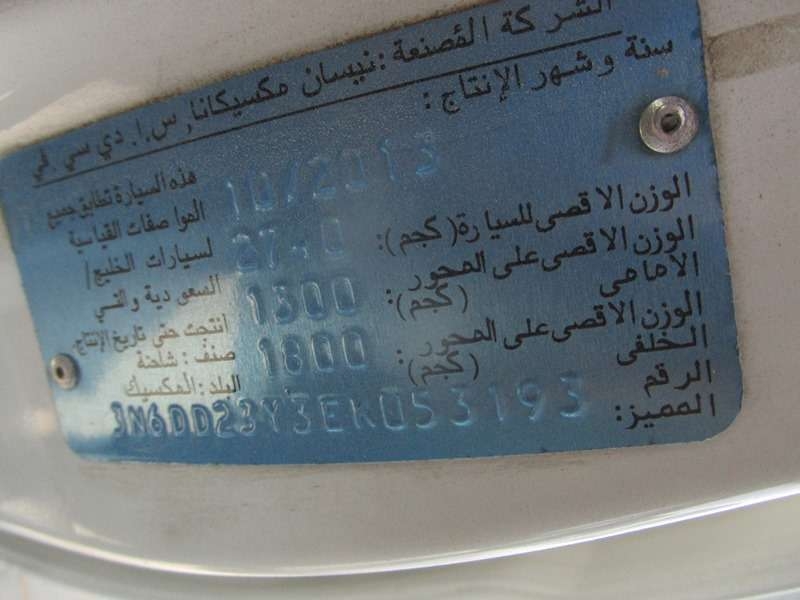 الشركة المصنعة : نيسان مكسيكانا, س.ا. دي سي. في
سنة وشهر الإنتاج :
10/2013
الوزن الاقصى للسيارة (كجم):
2740
الوزن الاقصى على المحور
الامامي (كجم):
1300
الوزن الاقصى على المحور
الخلفي (كجم):
1800
الرقم
المميز:
3N6DD23Y3EK053193
هذه السيارة تطابق جميع
المواصفات القياسية
لسيارات الخليج /
السعودية والتي
انتجت حتى تاريخ الإنتاج.
صنف : شاحنة
البلد : المكسيك